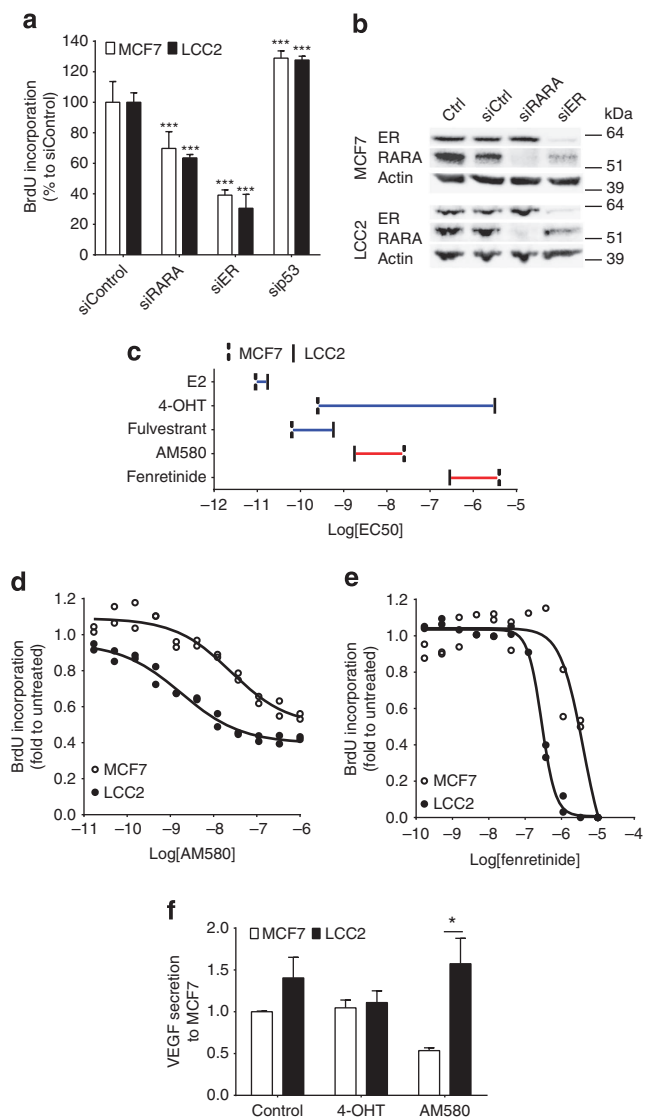 a
MCF7 LCC2
BrdU incorporation
(% to siControl)
140
120
100
80
60
40
20
0
*** *** *** *** *** ***
siControl siRARA siER sip53
b
Ctrl siCtrl siRARA siER kDa
MCF7
ER 64
RARA 51
Actin 39
LCC2
ER 64
RARA 51
Actin 39
c
MCF7 LCC2
E2
4-OHT
Fulvestrant
AM580
Fenretinide
–12 –11 –10 –9 –8 –7 –6 –5
Log[EC50]
d
BrdU incorporation
(fold to untreated)
1.2
1.0
0.8
0.6
0.4
0.2
0.0
MCF7
LCC2
–11 –10 –9 –8 –7 –6
Log[AM580]
e
BrdU incorporation
(fold to untreated)
1.2
1.0
0.8
0.6
0.4
0.2
0.0
MCF7
LCC2
–10 –9 –8 –7 –6 –5 –4
Log[fenretinide]
f
MCF7 LCC2
VEGF secretion
to MCF7
2.0
1.5
1.0
0.5
0.0
*
Control 4-OHT AM580